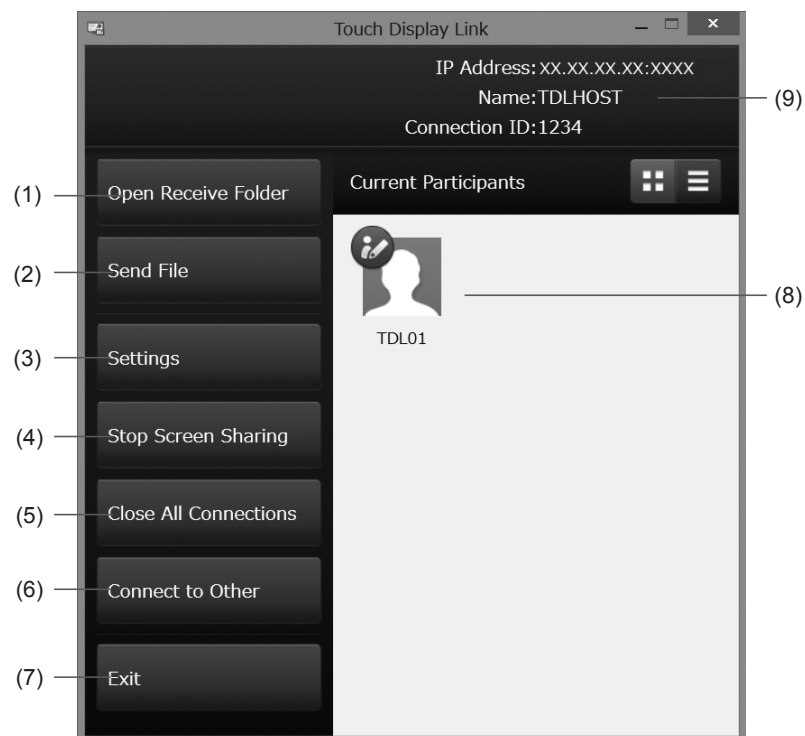 Touch Display Link
IP Address: XX.XX.XX.XX:XXXX
Name:TDLHOST
(9)
Connection ID:1234
(1)
Open Receive Folder
Current Participants
(2)
Send File
(8)
TDL01
(3)
Settings
(4)
Stop Screen Sharing
(5)
Close All Connections
(6)
Connect to Other
(7)
Exit